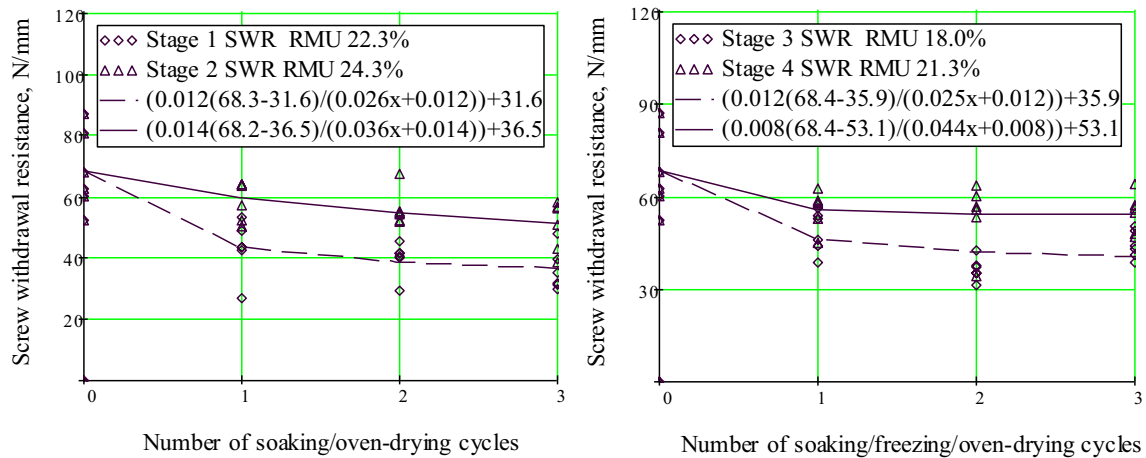 120
100
80
60
40
20
0
1
2
3
Screw withdrawal resistance, N/mm
Stage 1 SWR RMU 22.3%
Stage 2 SWR RMU 24.3%
(0.012(68.3-31.6)/(0.026x+0.012))+31.6
(0.014(68.2-36.5)/(0.036x+0.014))+36.5
Number of soaking/oven-drying cycles
120
90
60
30
0
1
2
3
Screw withdrawal resistance, N/mm
Stage 3 SWR RMU 18.0%
Stage 4 SWR RMU 21.3%
(0.012(68.4-35.9)/(0.025x+0.012))+35.9
(0.008(68.4-53.1)/(0.044x+0.008))+53.1
Number of soaking/freezing/oven-drying cycles